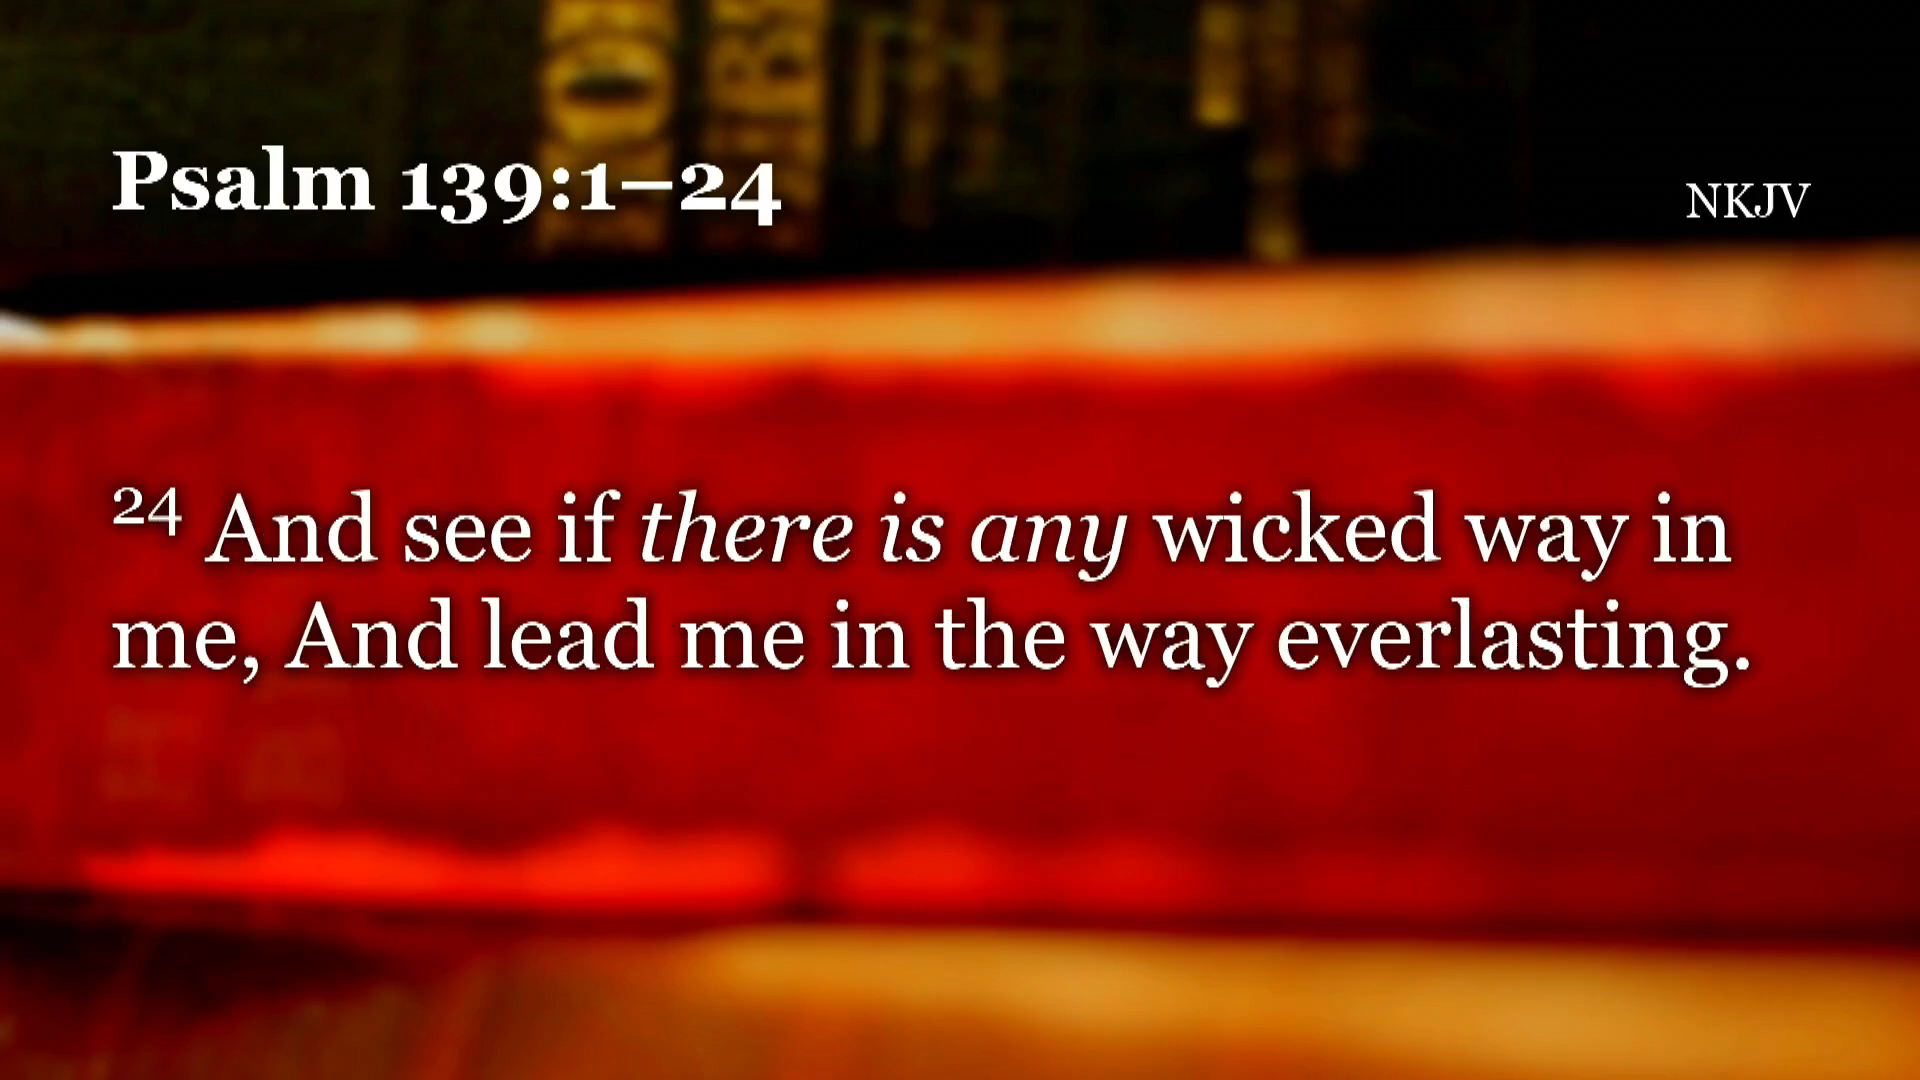 Psalm 139:1–24
NKJV
24 And see if there is any wicked way in
me, And lead me in the way everlasting.